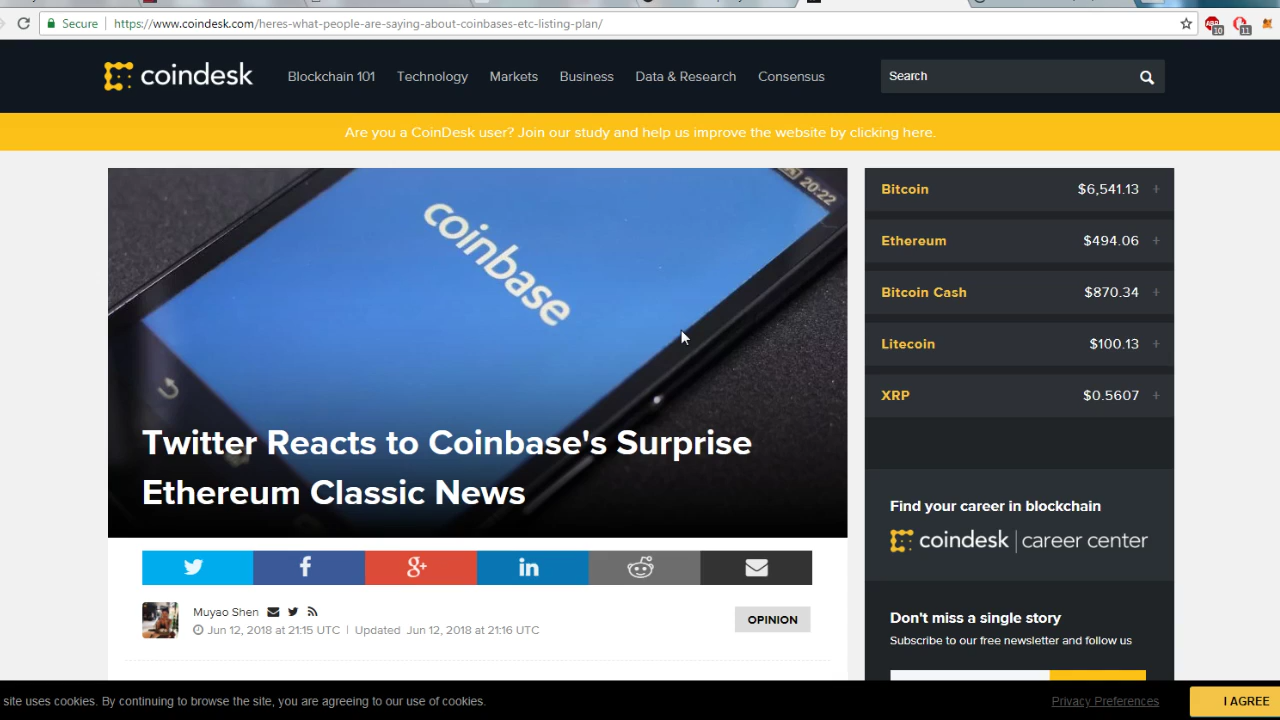 Secure
https://www.coindesk.com/heres-what-people-are-saying-about-coinbases-etc-listing-plan/
10
11
coindesk
Blockchain 101
Technology
Markets
Business
Data & Research
Consensus
Search
Are you a CoinDesk user? Join our study and help us improve the website by clicking here.
20:22
coinbase
Twitter Reacts to Coinbase's Surprise
Ethereum Classic News
Muyao Shen
Jun 12, 2018 at 21:15 UTC | Updated Jun 12, 2018 at 21:16 UTC
OPINION
Bitcoin $6,541.13 +
Ethereum $494.06 +
Bitcoin Cash $870.34 +
Litecoin $100.13 +
XRP $0.5607 +
Find your career in blockchain
coindesk | career center
Don't miss a single story
Subscribe to our free newsletter and follow us
site uses cookies. By continuing to browse the site, you are agreeing to our use of cookies.
Privacy Preferences
I AGREE